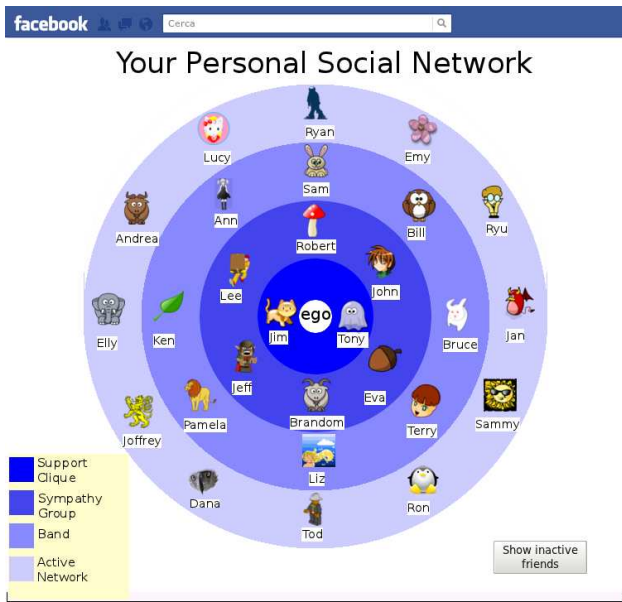 facebook
Cerca
Your Personal Social Network
Ryan
Lucy
Emy
Sam
Ann
Bill
Ryu
Andrea
Robert
John
Lee
ego
Jim
Tony
Elly
Ken
Bruce
Jan
Jeff
Eva
Brandom
Pamela
Terry
Sammy
Joffrey
Liz
Dana
Ron
Tod
Support
Clique
Sympathy
Group
Band
Active
Network
Show inactive
friends